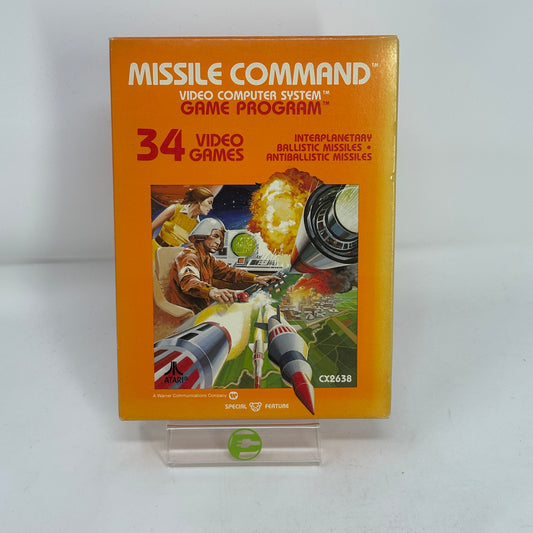 MISSILE COMMAND™
VIDEO COMPUTER SYSTEM™
GAME PROGRAM™
34 VIDEO GAMES
INTERPLANETARY
BALLISTIC MISSILES •
ANTIBALLISTIC MISSILES
ATARI®
CX2638
A Warner Communications Company
SPECIAL FEATURE